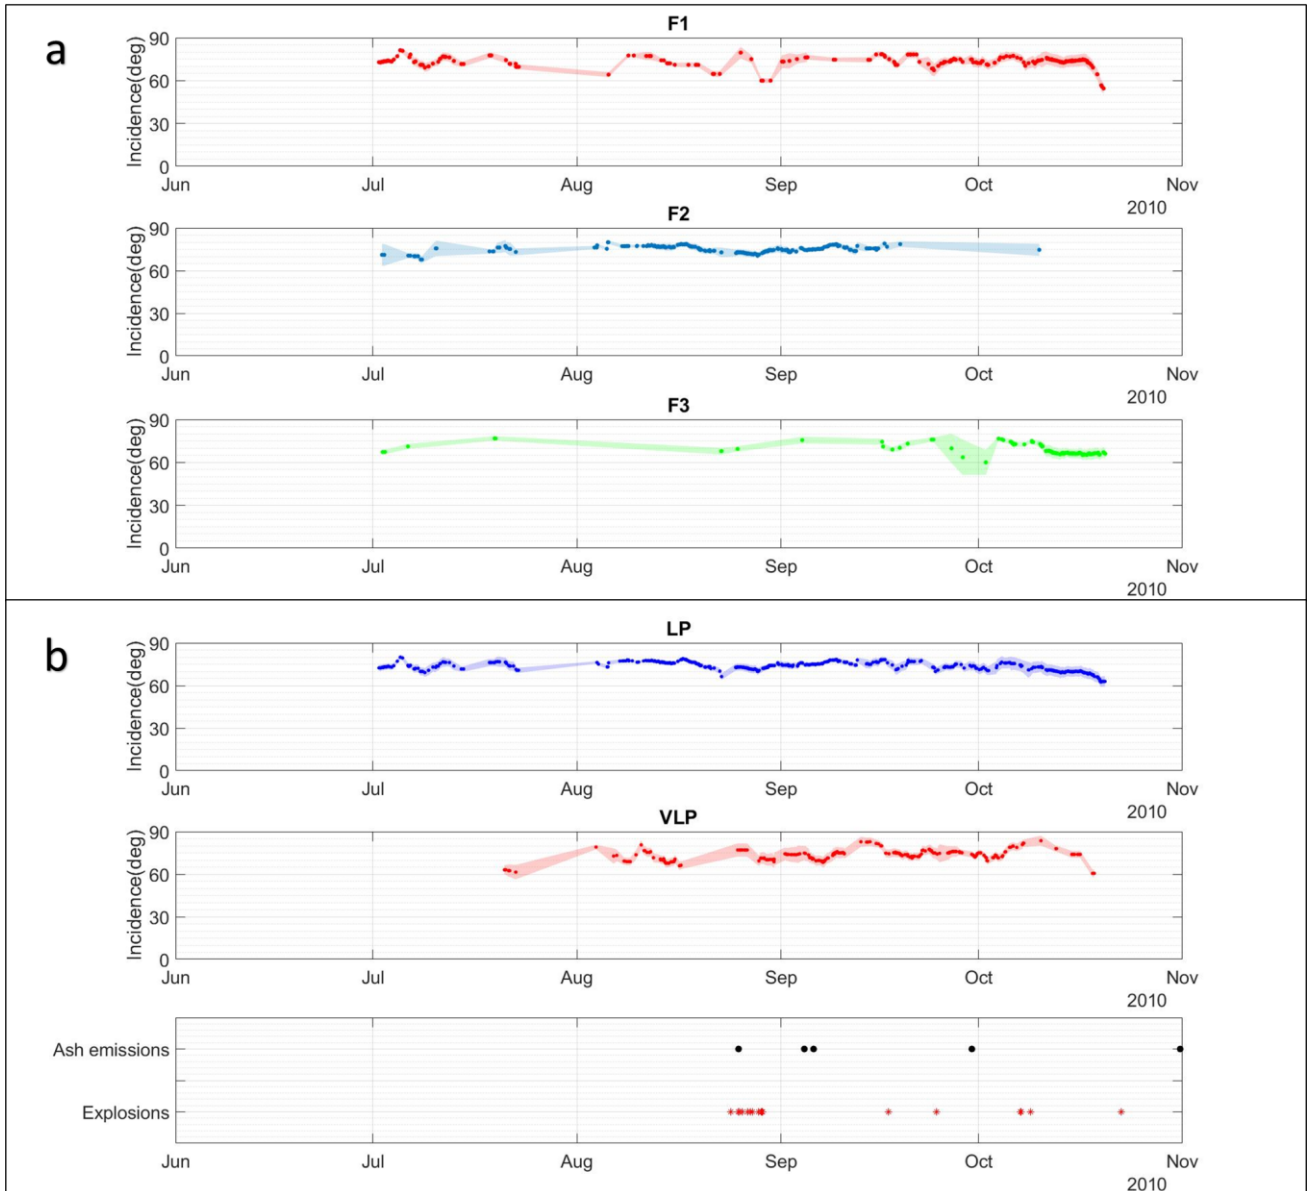 a
F1
Incidence(deg)
90
60
30
0
Jun
Jul
Aug
Sep
Oct
Nov
2010
F2
Incidence(deg)
90
60
30
0
Jun
Jul
Aug
Sep
Oct
Nov
2010
F3
Incidence(deg)
90
60
30
0
Jun
Jul
Aug
Sep
Oct
Nov
2010
b
LP
Incidence(deg)
90
60
30
0
Jun
Jul
Aug
Sep
Oct
Nov
2010
VLP
Incidence(deg)
90
60
30
0
Jun
Jul
Aug
Sep
Oct
Nov
2010
Ash emissions
Explosions
Jun
Jul
Aug
Sep
Oct
Nov
2010